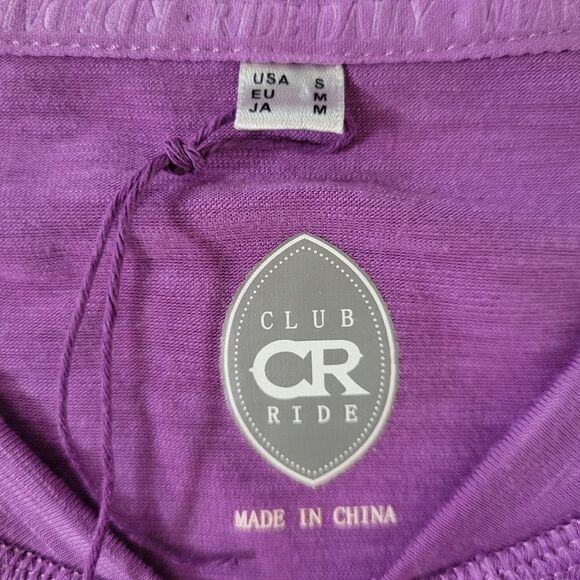 RIDE DAILY
USA S
EU M
JA M
CLUB
CR
RIDE
MADE IN CHINA